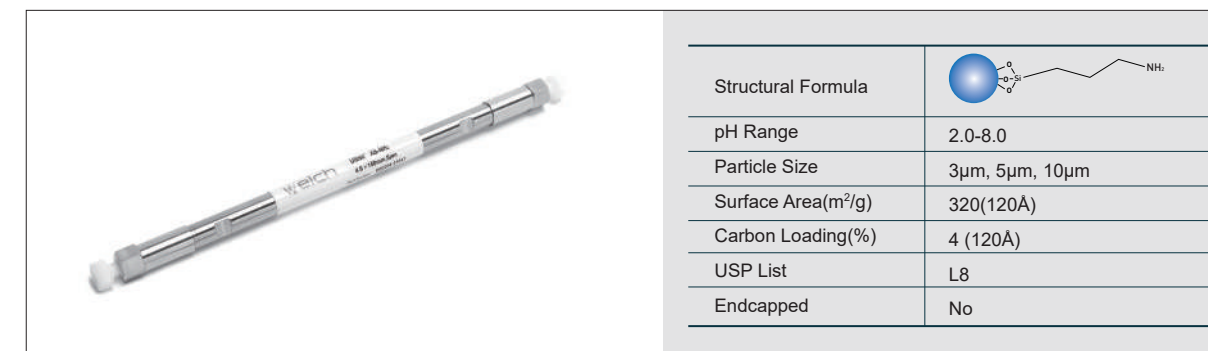 welch
Structural Formula
O
O
O
Si
NH₂
pH Range 2.0-8.0
Particle Size 3µm, 5µm, 10µm
Surface Area(m²/g) 320(120Å)
Carbon Loading(%) 4 (120Å)
USP List L8
Endcapped No